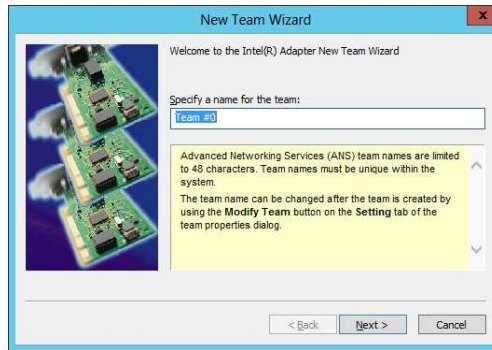 New Team Wizard
x
Welcome to the Intel(R) Adapter New Team Wizard
Specify a name for the team:
Team #0
Advanced Networking Services (ANS) team names are limited
to 48 characters. Team names must be unique within the
system.
The team name can be changed after the team is created by
using the Modify Team button on the Setting tab of the
team properties dialog.
< Back Next > Cancel